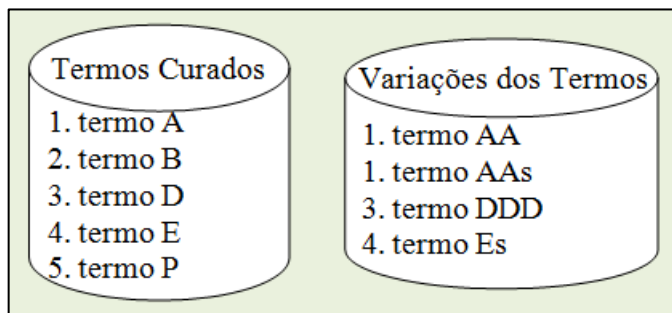 Termos Curados
1. termo A
2. termo B
3. termo D
4. termo E
5. termo P
Variações dos Termos
1. termo AA
1. termo AAs
3. termo DDD
4. termo Es